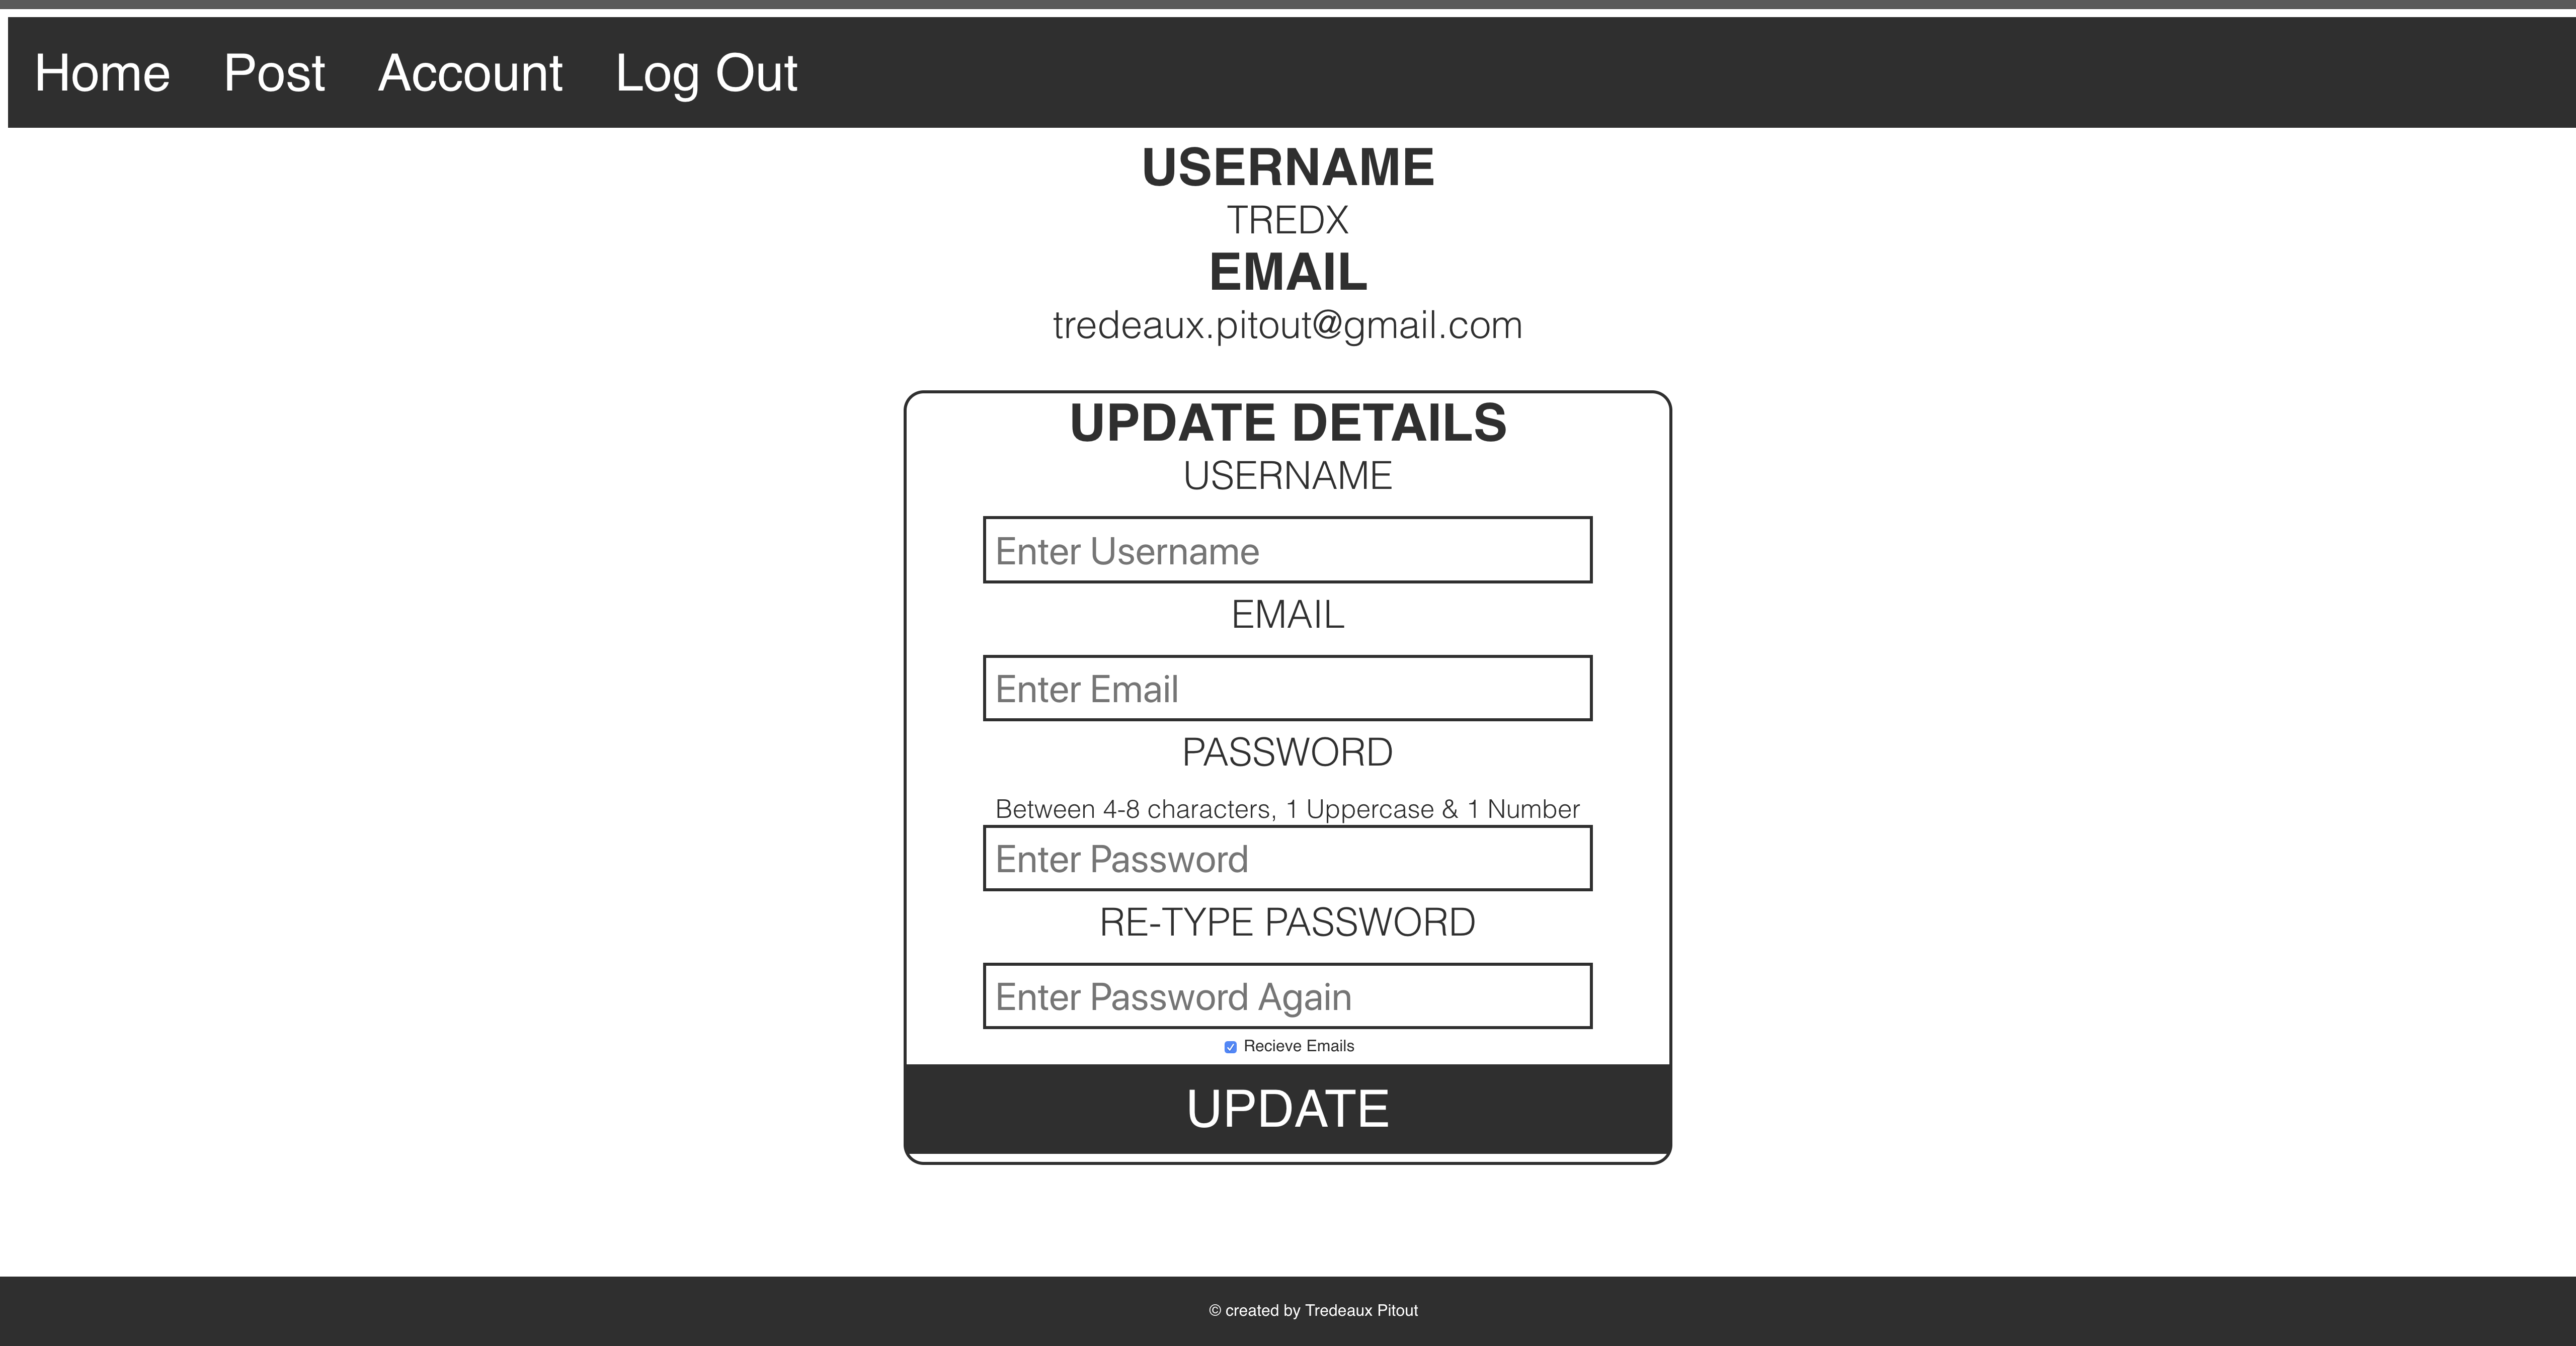 Home Post Account Log Out
USERNAME
TREDX
EMAIL
tredeaux.pitout@gmail.com
UPDATE DETAILS
USERNAME
Enter Username
EMAIL
Enter Email
PASSWORD
Between 4-8 characters, 1 Uppercase & 1 Number
Enter Password
RE-TYPE PASSWORD
Enter Password Again
Recieve Emails
UPDATE
© created by Tredeaux Pitout